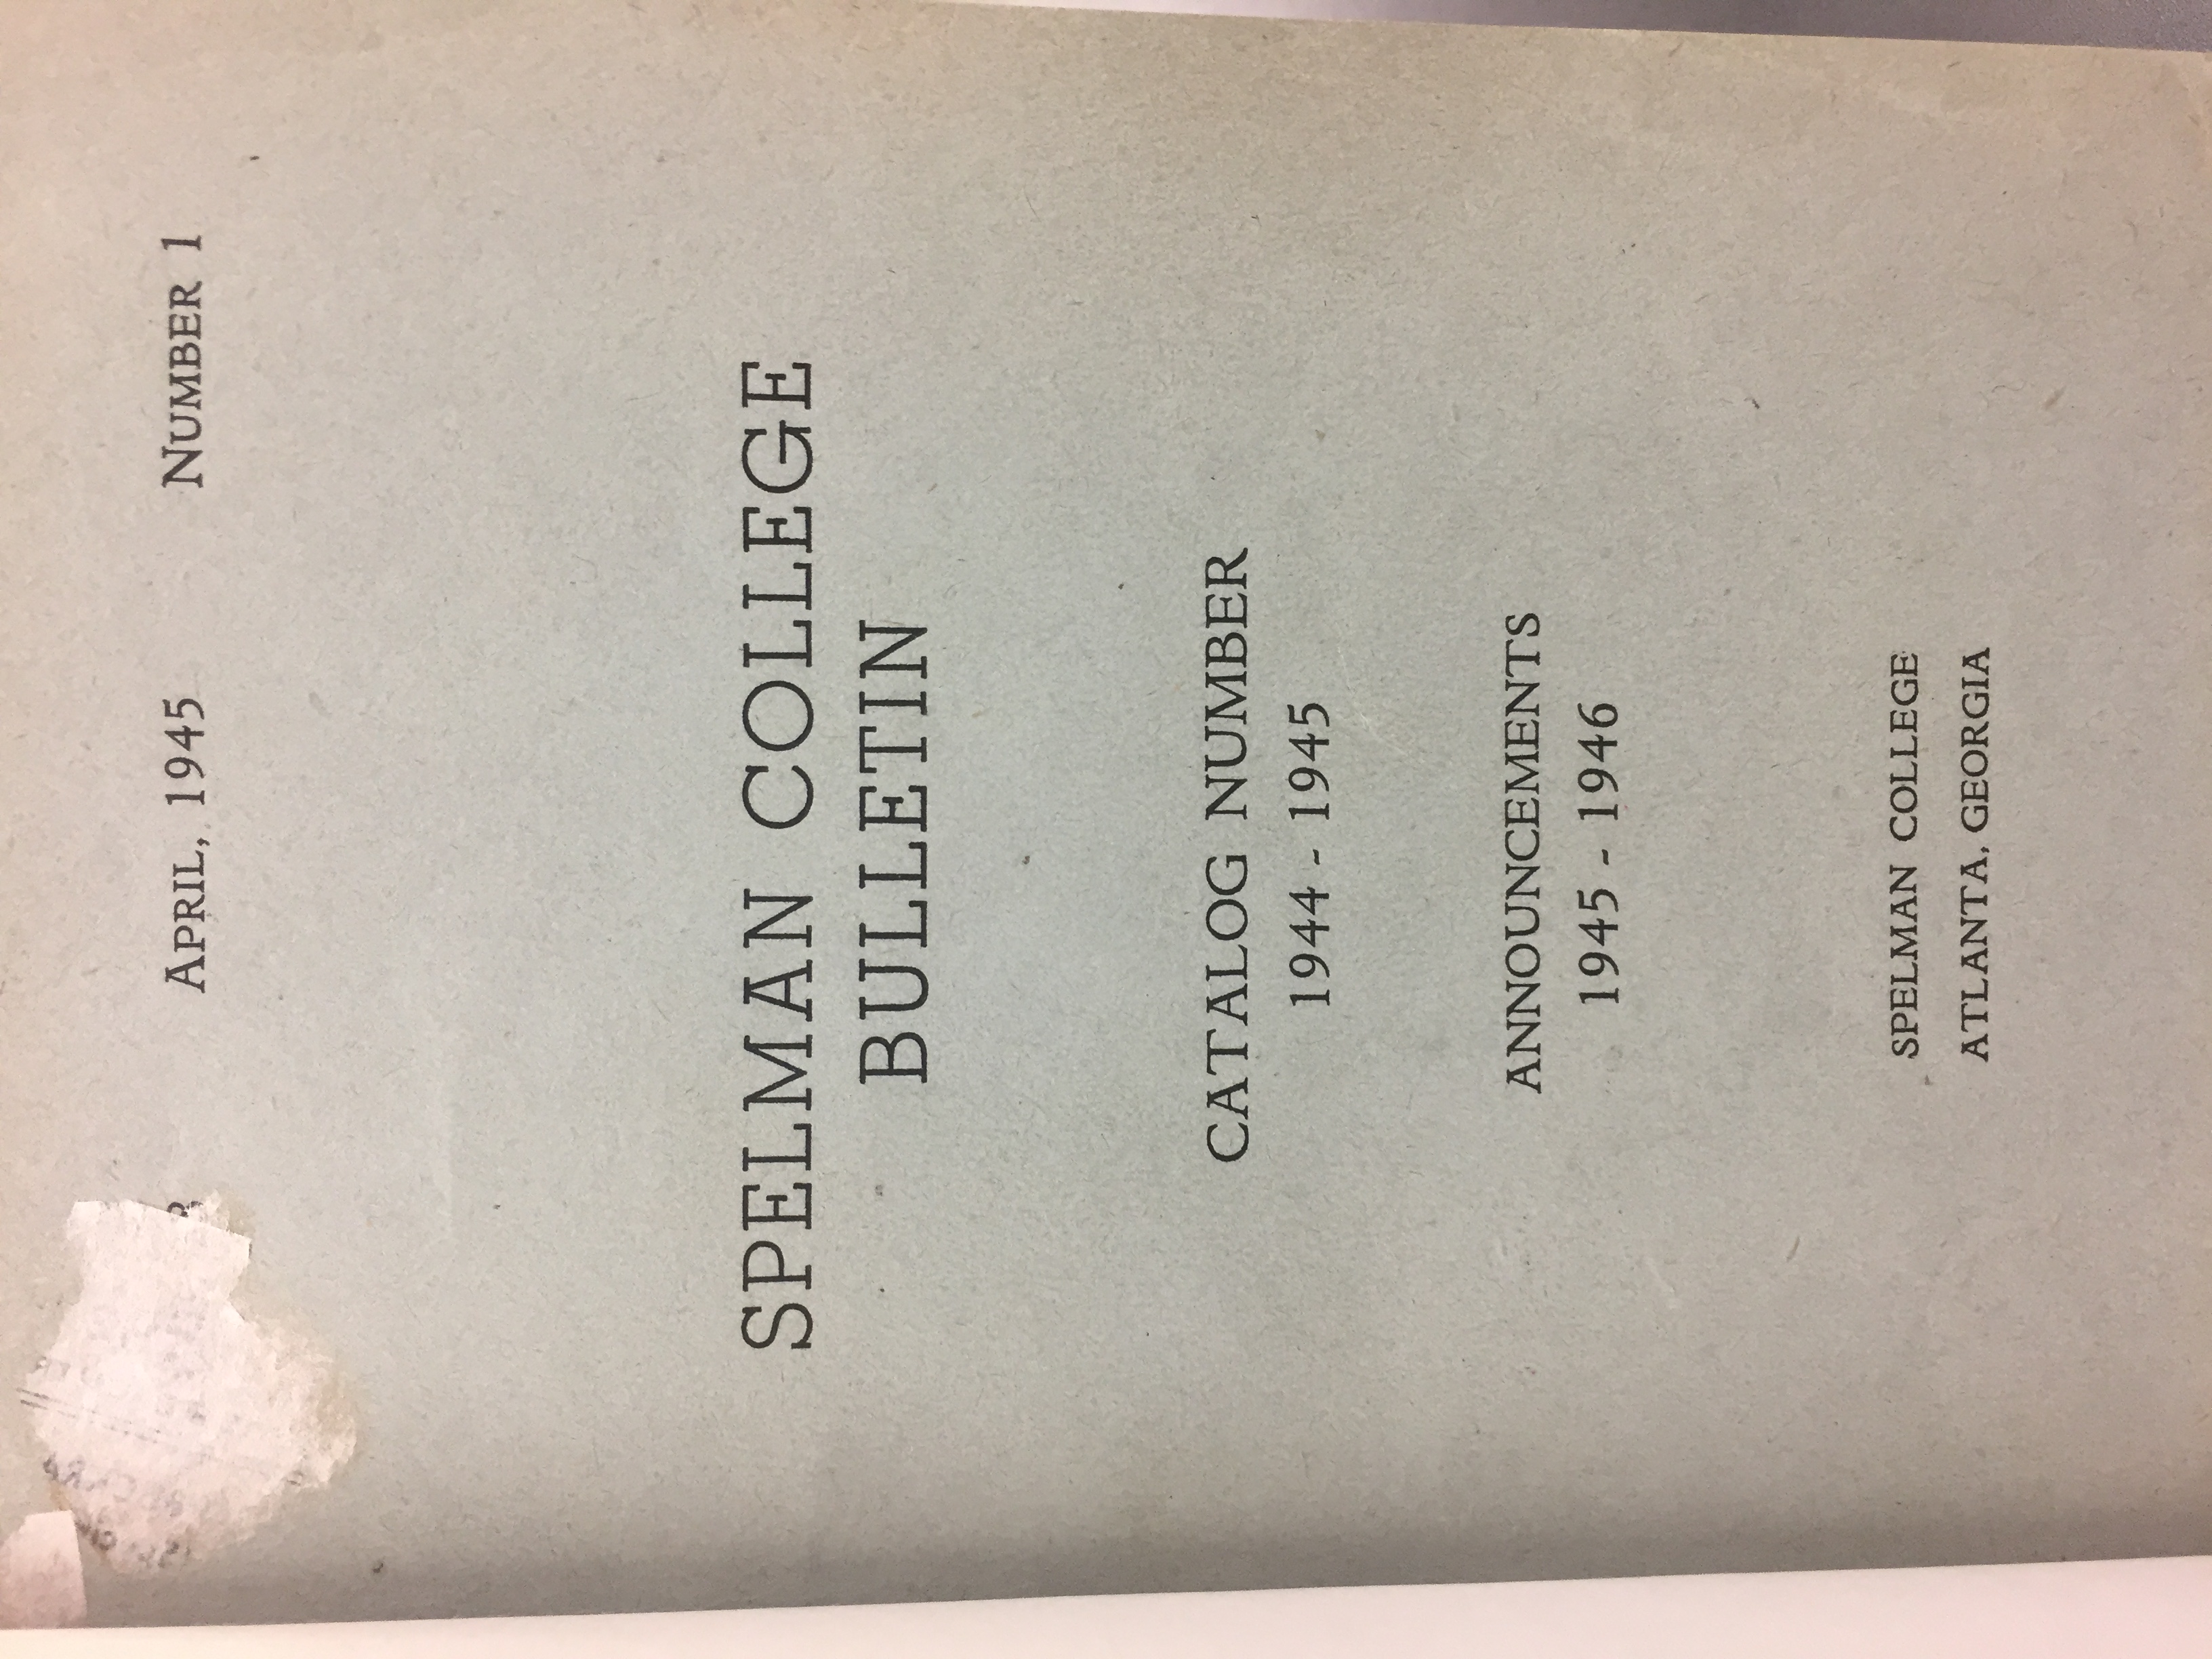 APRIL, 1945 NUMBER 1
SPELMAN COLLEGE
BULLETIN
CATALOG NUMBER
1944 - 1945
ANNOUNCEMENTS
1945 - 1946
SPELMAN COLLEGE
ATLANTA, GEORGIA